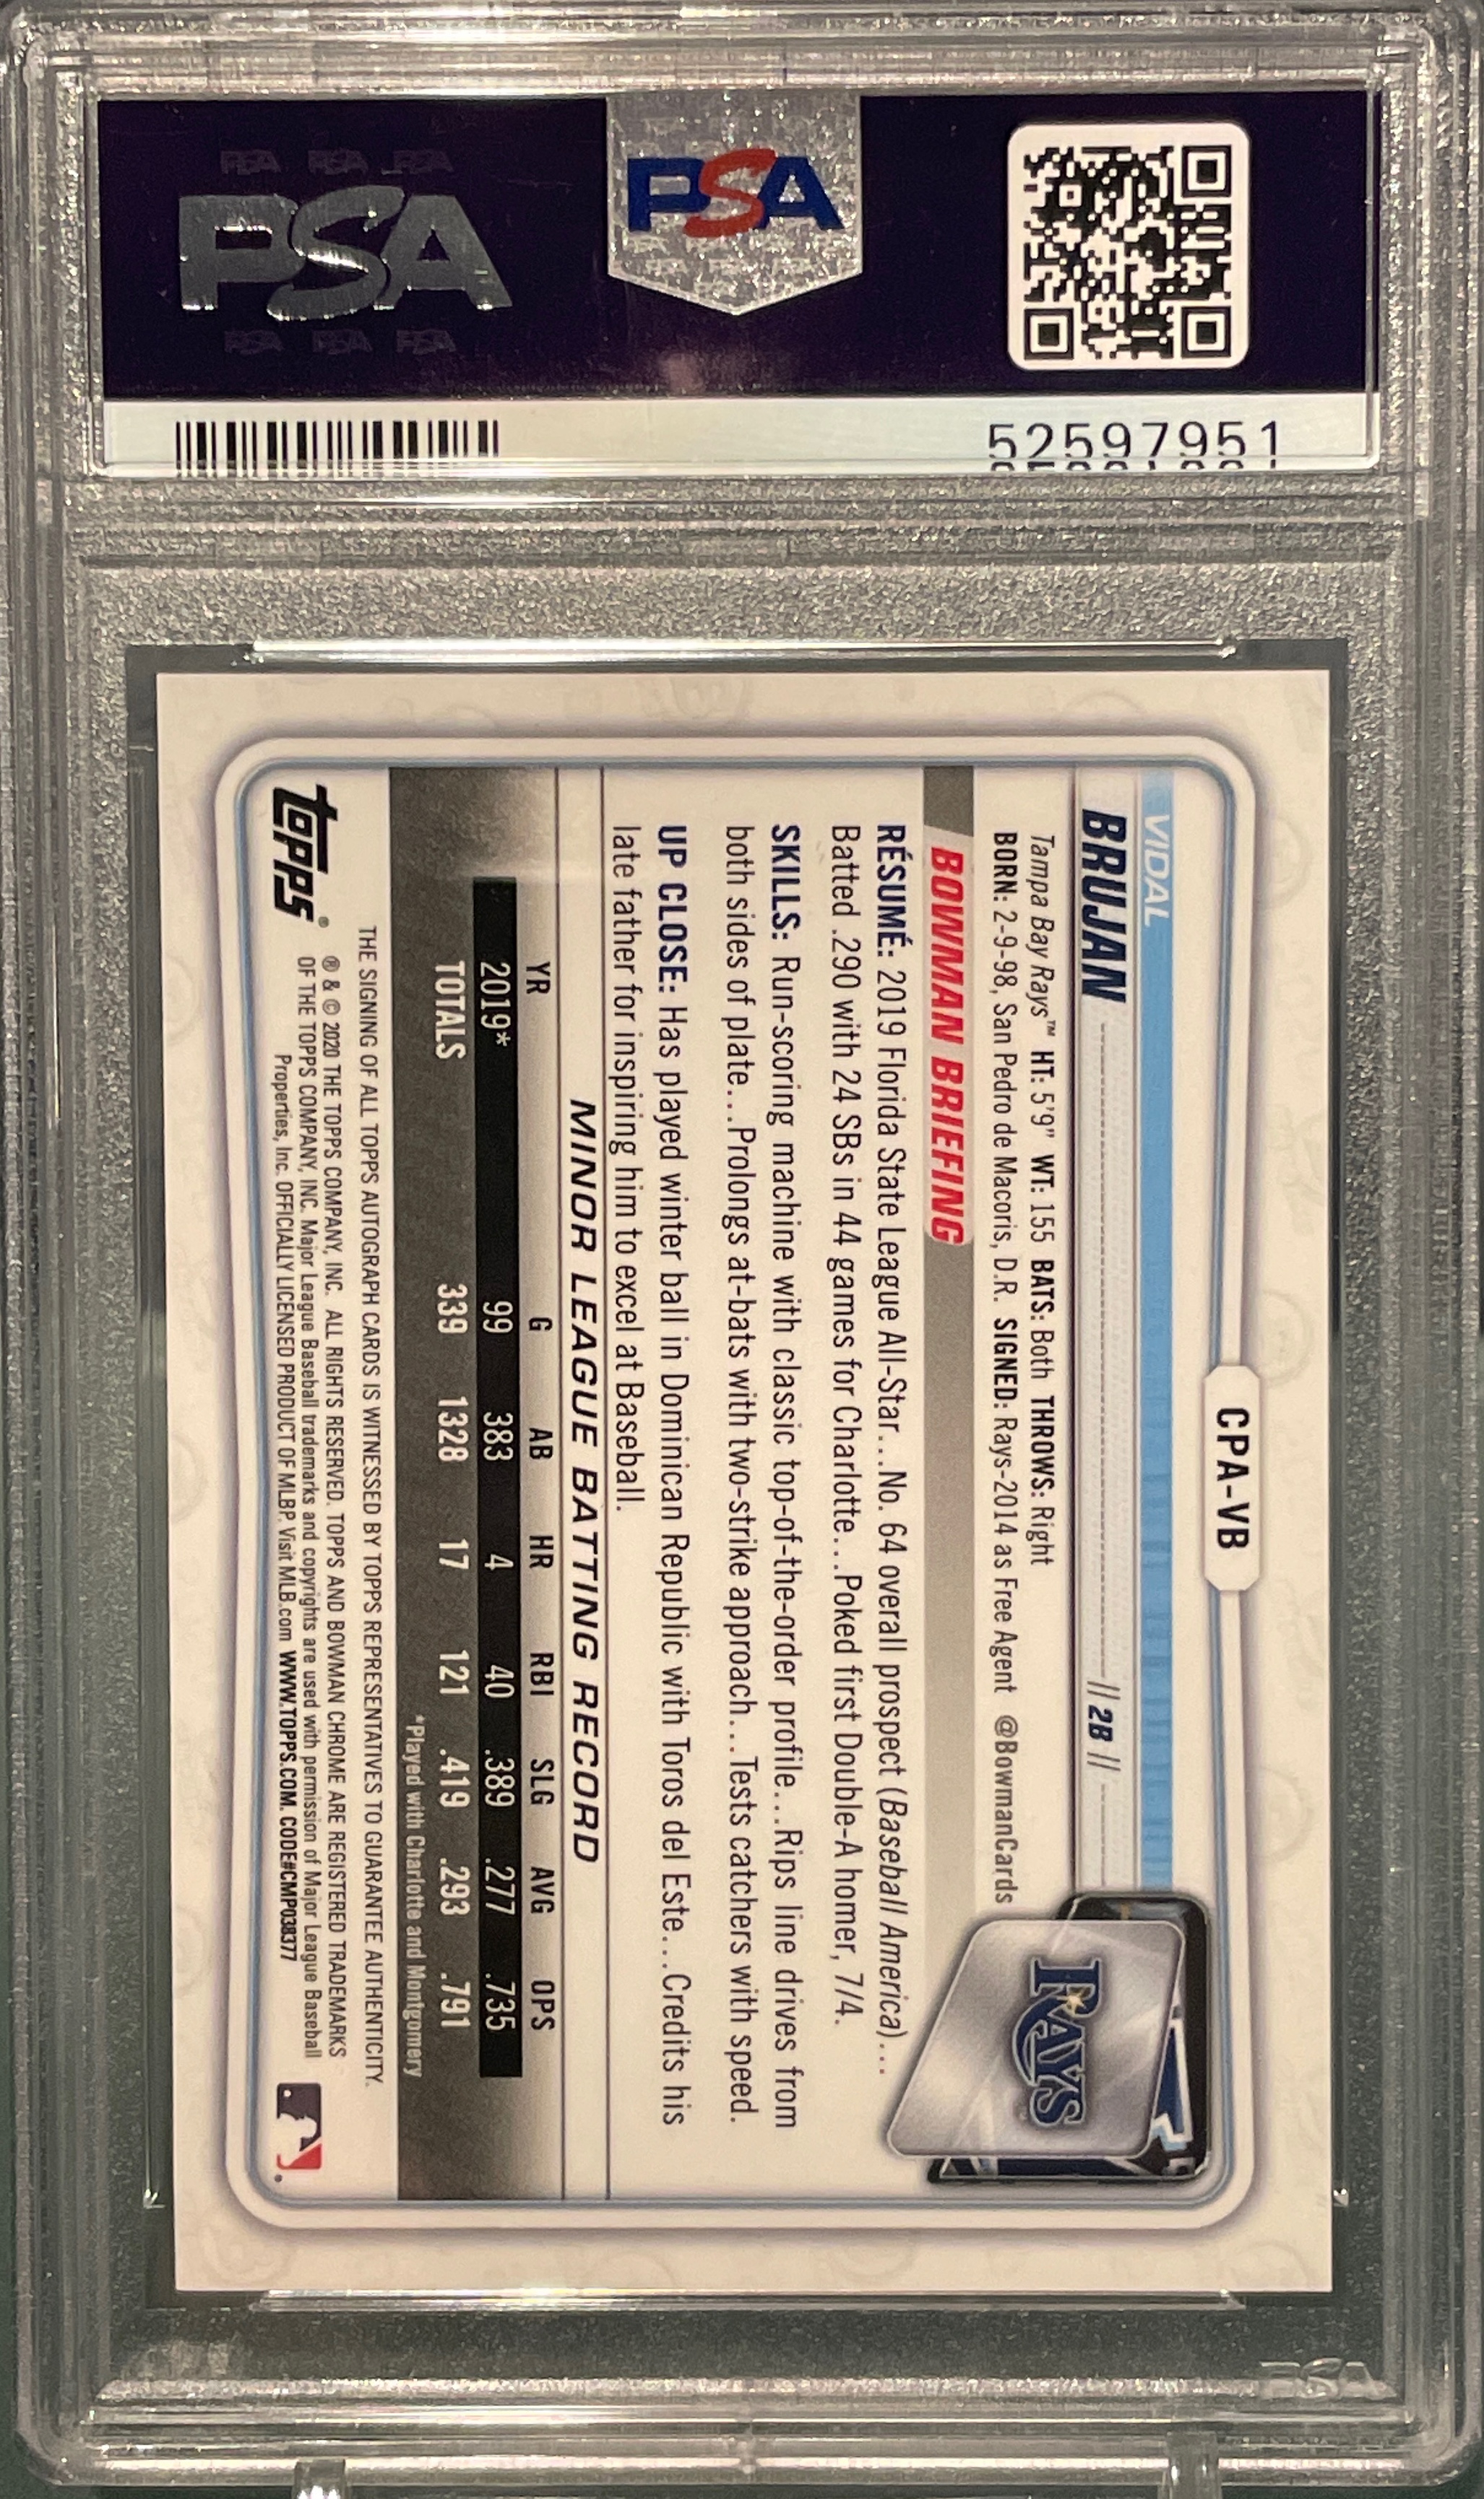 PSA PSA PSA
PSA
PSA PSA PSA
PSA
52597951
CPA-VB
VIDAL
BRUJAN
// 2B //
Tampa Bay Rays™ HT: 5'9" WT: 155 BATS: Both THROWS: Right
BORN: 2-9-98, San Pedro de Macoris, D.R. SIGNED: Rays-2014 as Free Agent @BowmanCards
RAYS
BOWMAN BRIEFING
RÉSUMÉ: 2019 Florida State League All-Star...No. 64 overall prospect (Baseball America)...
Batted .290 with 24 SBs in 44 games for Charlotte...Poked first Double-A homer, 7/4.
SKILLS: Run-scoring machine with classic top-of-the-order profile...Rips line drives from
both sides of plate...Prolongs at-bats with two-strike approach...Tests catchers with speed.
UP CLOSE: Has played winter ball in Dominican Republic with Toros del Este...Credits his
late father for inspiring him to excel at Baseball.
MINOR LEAGUE BATTING RECORD
YR G AB HR RBI SLG AVG OPS
2019* 99 383 4 40 .389 .277 .735
TOTALS 339 1328 17 121 .419 .293 .791
*Played with Charlotte and Montgomery
THE SIGNING OF ALL TOPPS AUTOGRAPH CARDS IS WITNESSED BY TOPPS REPRESENTATIVES TO GUARANTEE AUTHENTICITY.
topps®
® & © 2020 THE TOPPS COMPANY, INC. ALL RIGHTS RESERVED. TOPPS AND BOWMAN CHROME ARE REGISTERED TRADEMARKS
OF THE TOPPS COMPANY, INC. Major League Baseball trademarks and copyrights are used with permission of Major League Baseball
Properties, Inc. OFFICIALLY LICENSED PRODUCT OF MLBP. Visit MLB.com WWW.TOPPS.COM. CODE#CMP038377
PSA